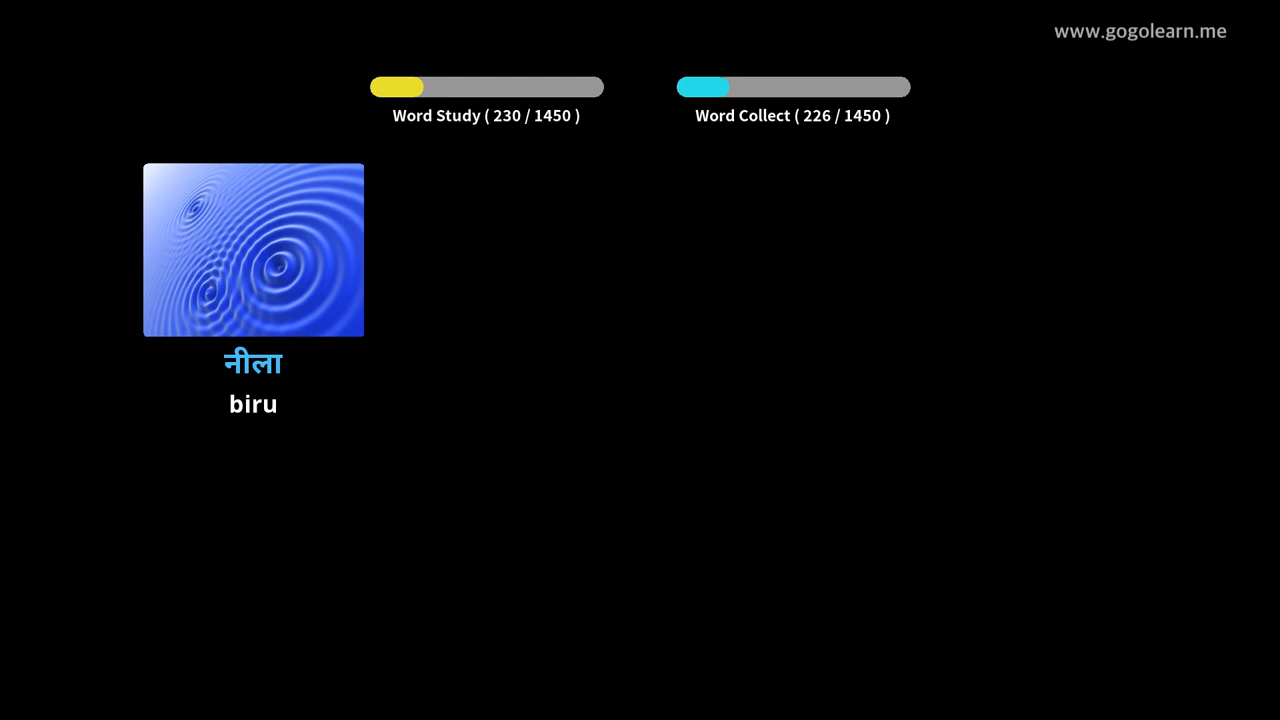 www.gogolearn.me
Word Study ( 230 / 1450 )
Word Collect ( 226 / 1450 )
नीला
biru